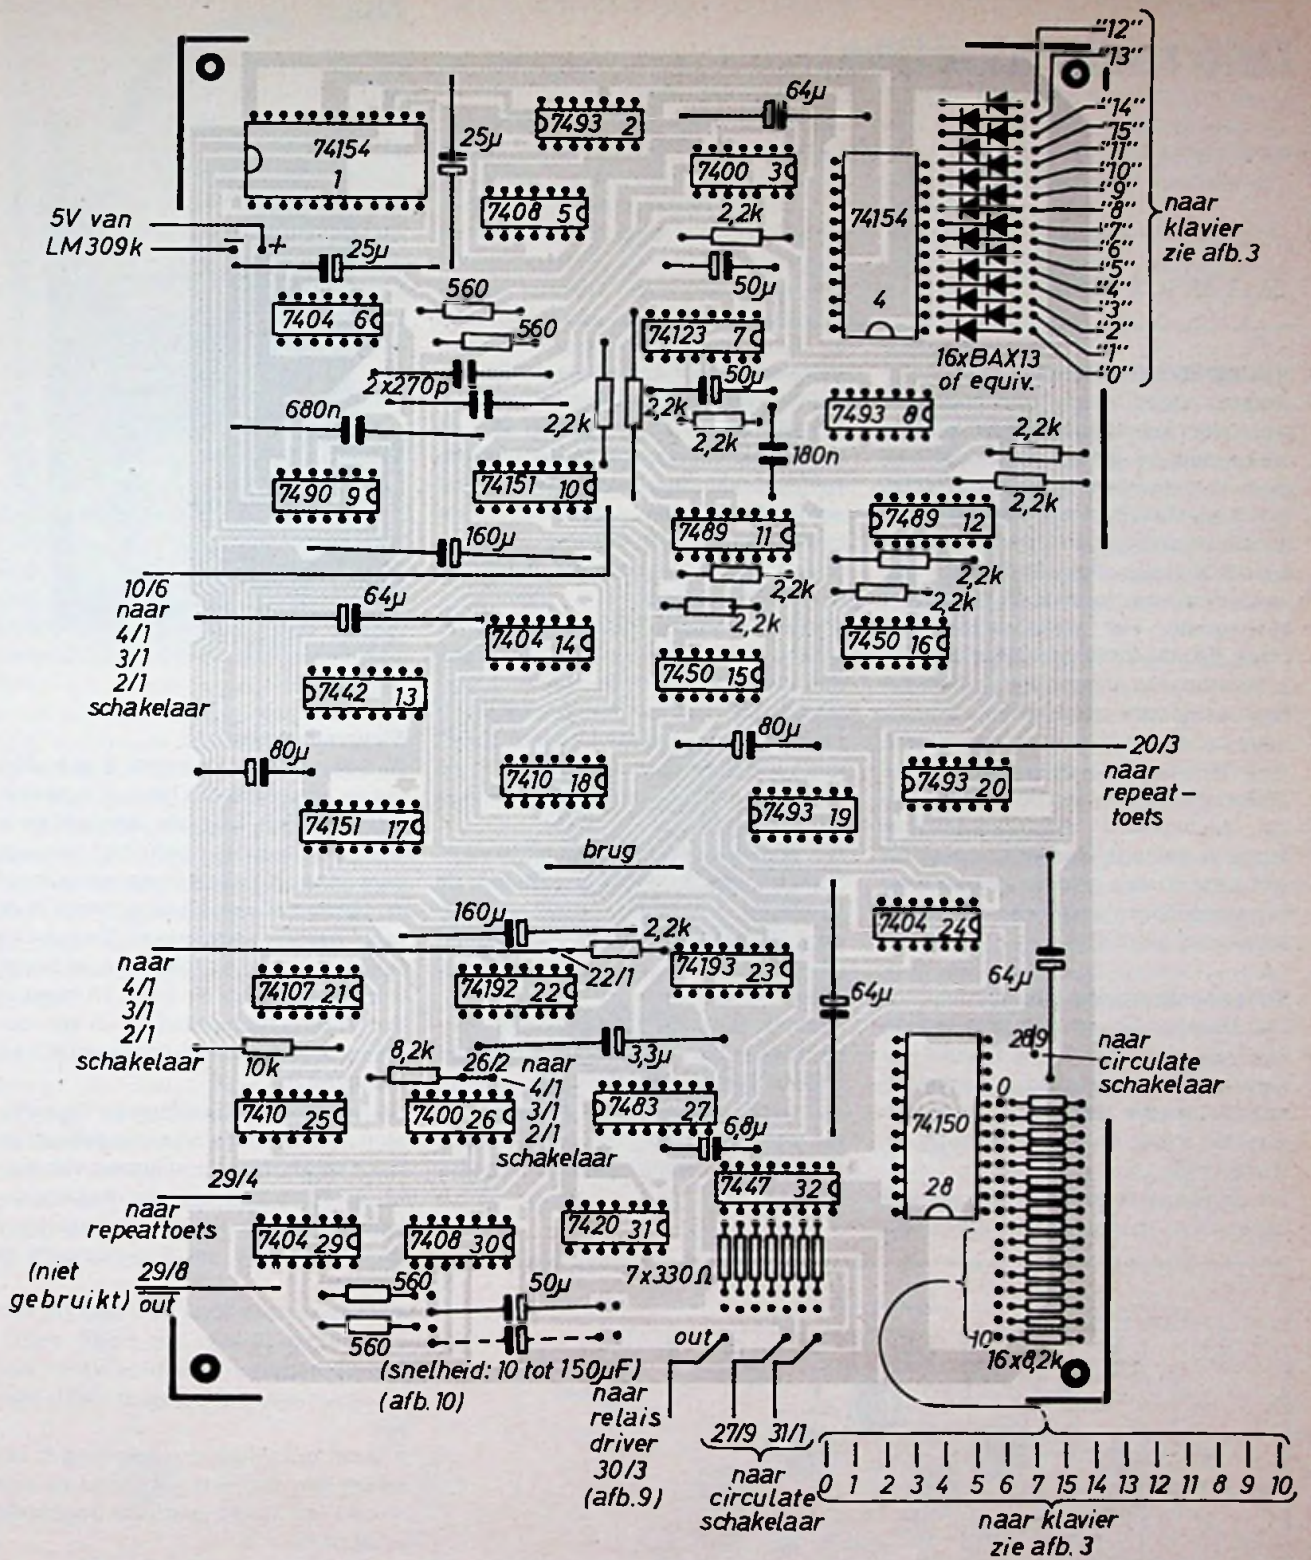 "12"
"13"
"14"
"15"
"11"
"10"
"9"
"8"
"7"
"6"
"5"
"4"
"3"
"2"
"1"
"0"
naar
klavier
zie afb.3
64µ
7493 2
25µ
74154
1
7400 3
74154
4
7408 5
2,2k
5V van
LM309k
−
+
25µ
50µ
560
7404 6
560
74123 7
16xBAX13
of equiv.
2x270p
50µ
680n
2,2k
2,2k
2,2k
7493 8
180n
2,2k
2,2k
7490 9
74151 10
7489 11
7489 12
160µ
2,2k
2,2k
2,2k
2,2k
10/6
naar
4/1
3/1
2/1
schakelaar
64µ
7404 14
7450 16
7450 15
7442 13
80µ
80µ
20/3
naar
repeat-
toets
7410 18
7493 20
7493 19
74151 17
brug
160µ
2,2k
7404 24
22/1
74193 23
64µ
naar
4/1
3/1
2/1
schakelaar
74107 21
74192 22
64µ
10k
8,2k
26/2
naar
4/1
3/1
2/1
schakelaar
3,3µ
28/9
naar
circulate
schakelaar
0
7410 25
7400 26
7483 27
6,8µ
74150
28
7447 32
29/4
naar
repeattoets
7404 29
7408 30
7420 31
7x330Ω
(niet
gebruikt)
29/8
out
560
560
50µ
10
16x8,2k
(snelheid: 10 tot 150µF)
(afb.10)
out
naar
relais
driver
30/3
(afb.9)
27/9 31/1
naar
circulate
schakelaar
0 1 2 3 4 5 6 7 15 14 13 12 11 8 9 10
naar klavier
zie afb. 3